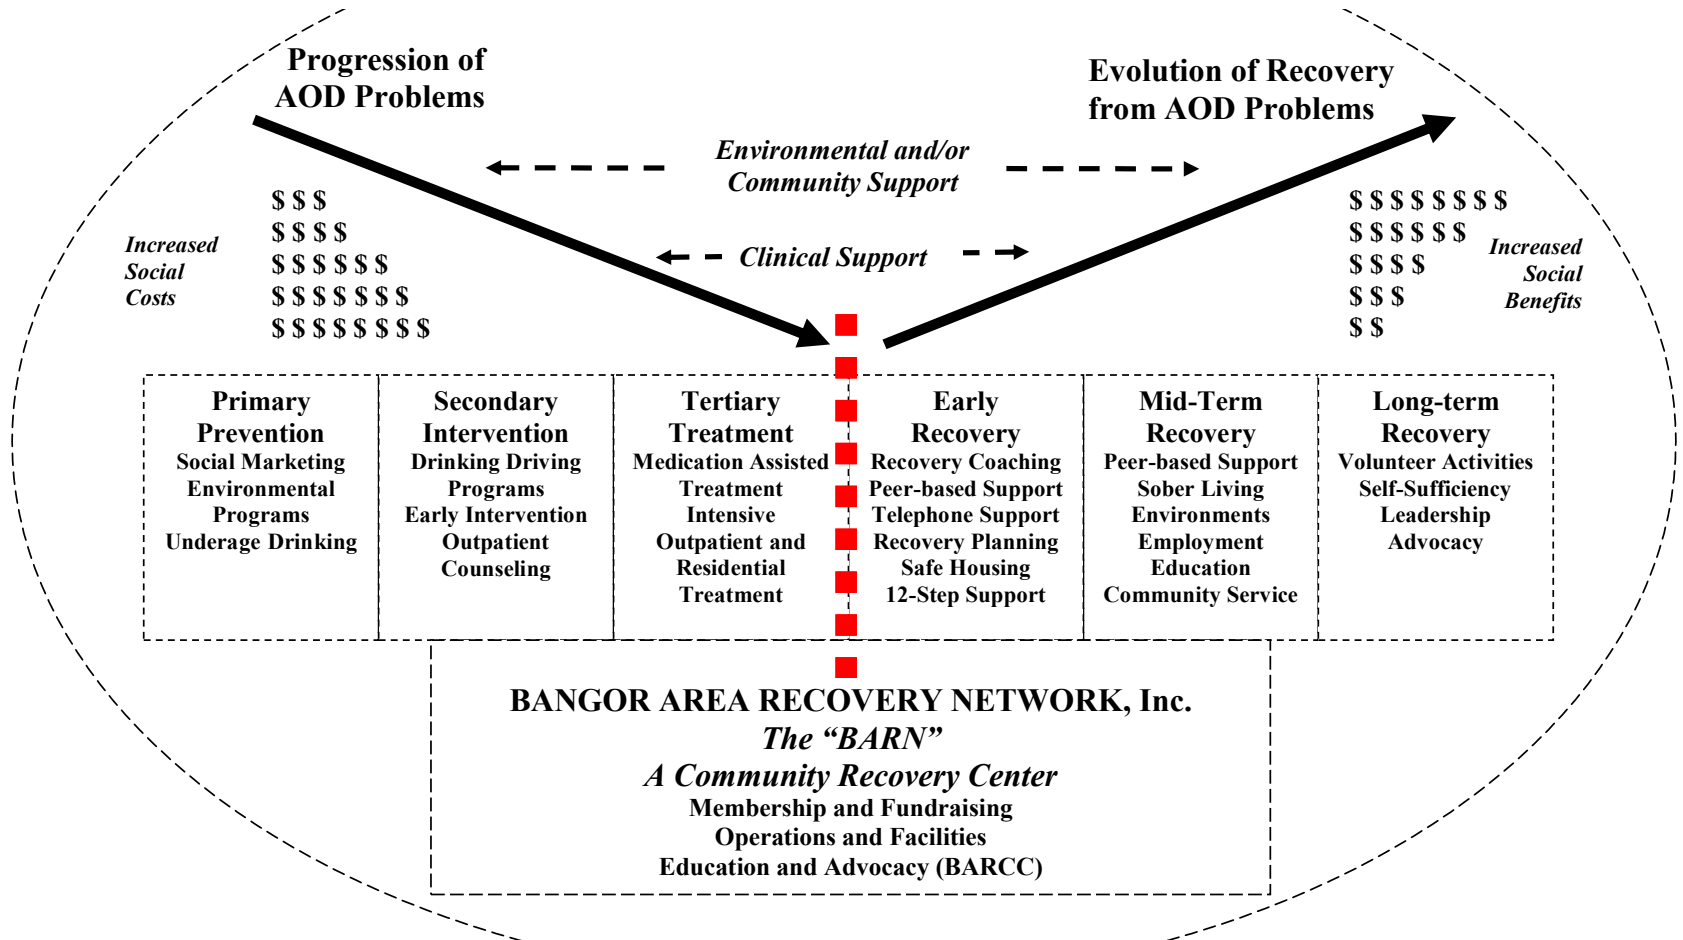 Progression of
AOD Problems
Evolution of Recovery
from AOD Problems
Environmental and/or
Community Support
Clinical Support
Increased
Social
Costs
$ $ $
$ $ $ $
$ $ $ $ $ $
$ $ $ $ $ $ $
$ $ $ $ $ $ $ $
$ $ $ $ $ $ $ $
$ $ $ $ $ $
$ $ $ $
$ $ $
$ $
Increased
Social
Benefits
Primary
Prevention
Social Marketing
Environmental
Programs
Underage Drinking
Secondary
Intervention
Drinking Driving
Programs
Early Intervention
Outpatient
Counseling
Tertiary
Treatment
Medication Assisted
Treatment
Intensive
Outpatient and
Residential
Treatment
Early
Recovery
Recovery Coaching
Peer-based Support
Telephone Support
Recovery Planning
Safe Housing
12-Step Support
Mid-Term
Recovery
Peer-based Support
Sober Living
Environments
Employment
Education
Community Service
Long-term
Recovery
Volunteer Activities
Self-Sufficiency
Leadership
Advocacy
BANGOR AREA RECOVERY NETWORK, Inc.
The “BARN”
A Community Recovery Center
Membership and Fundraising
Operations and Facilities
Education and Advocacy (BARCC)